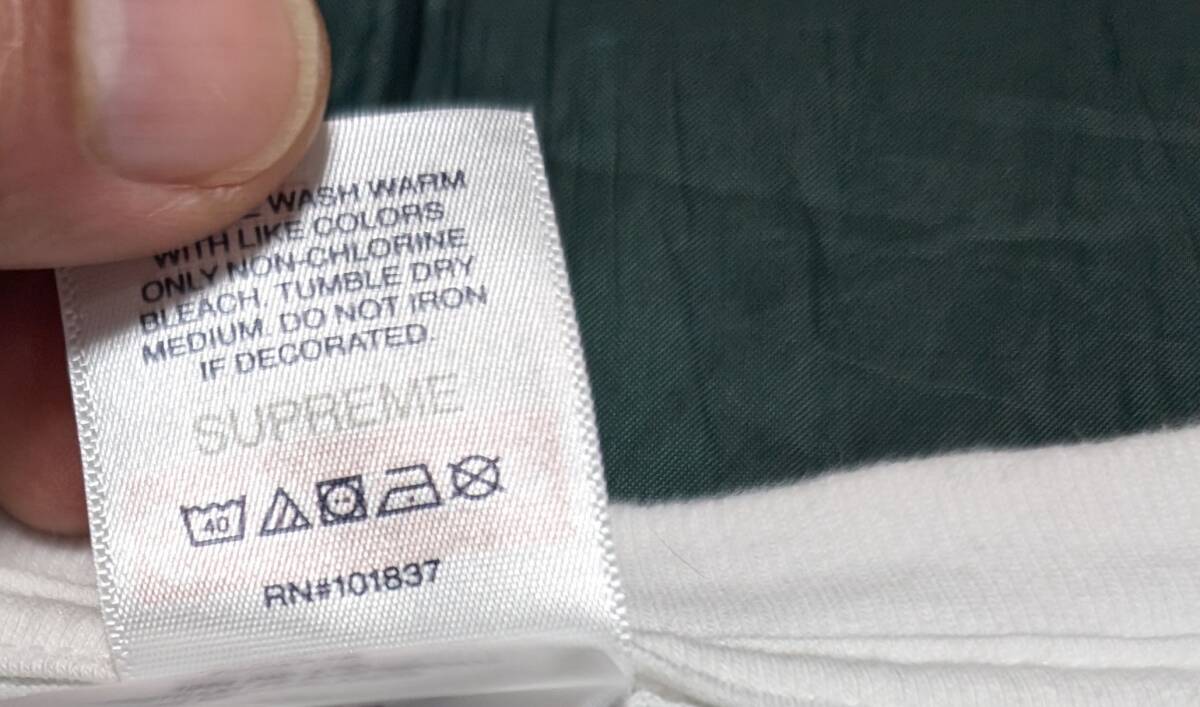 WASH WARM
WITH LIKE COLORS
ONLY NON-CHLORINE
BLEACH. TUMBLE DRY
MEDIUM. DO NOT IRON
IF DECORATED.
SUPREME
40
RN#101837